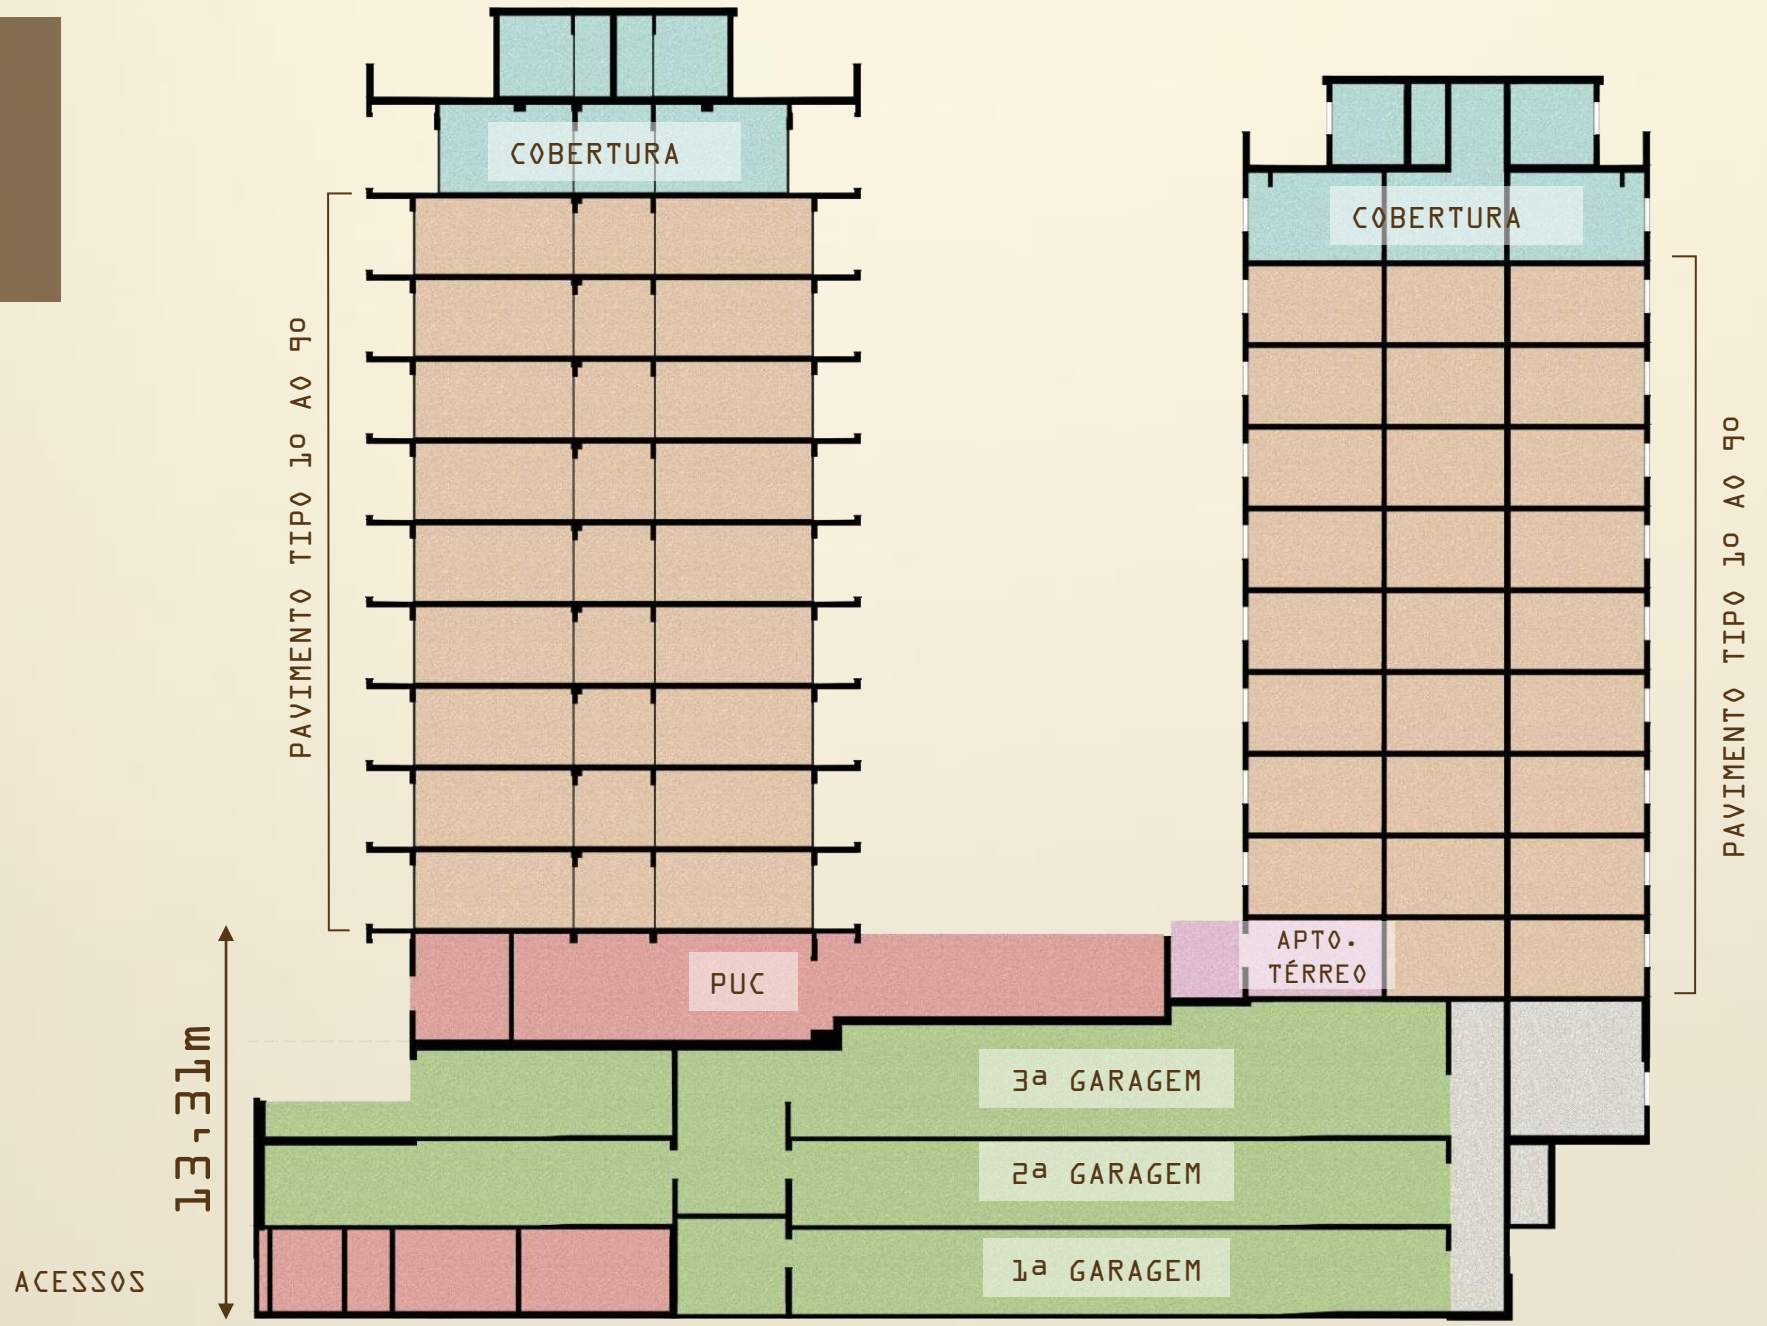 COBERTURA
COBERTURA
PAVIMENTO TIPO 1º AO 9º
PAVIMENTO TIPO 1º AO 9º
APTO.
TÉRREO
PUC
13,31m
3ª GARAGEM
2ª GARAGEM
1ª GARAGEM
ACESSOS